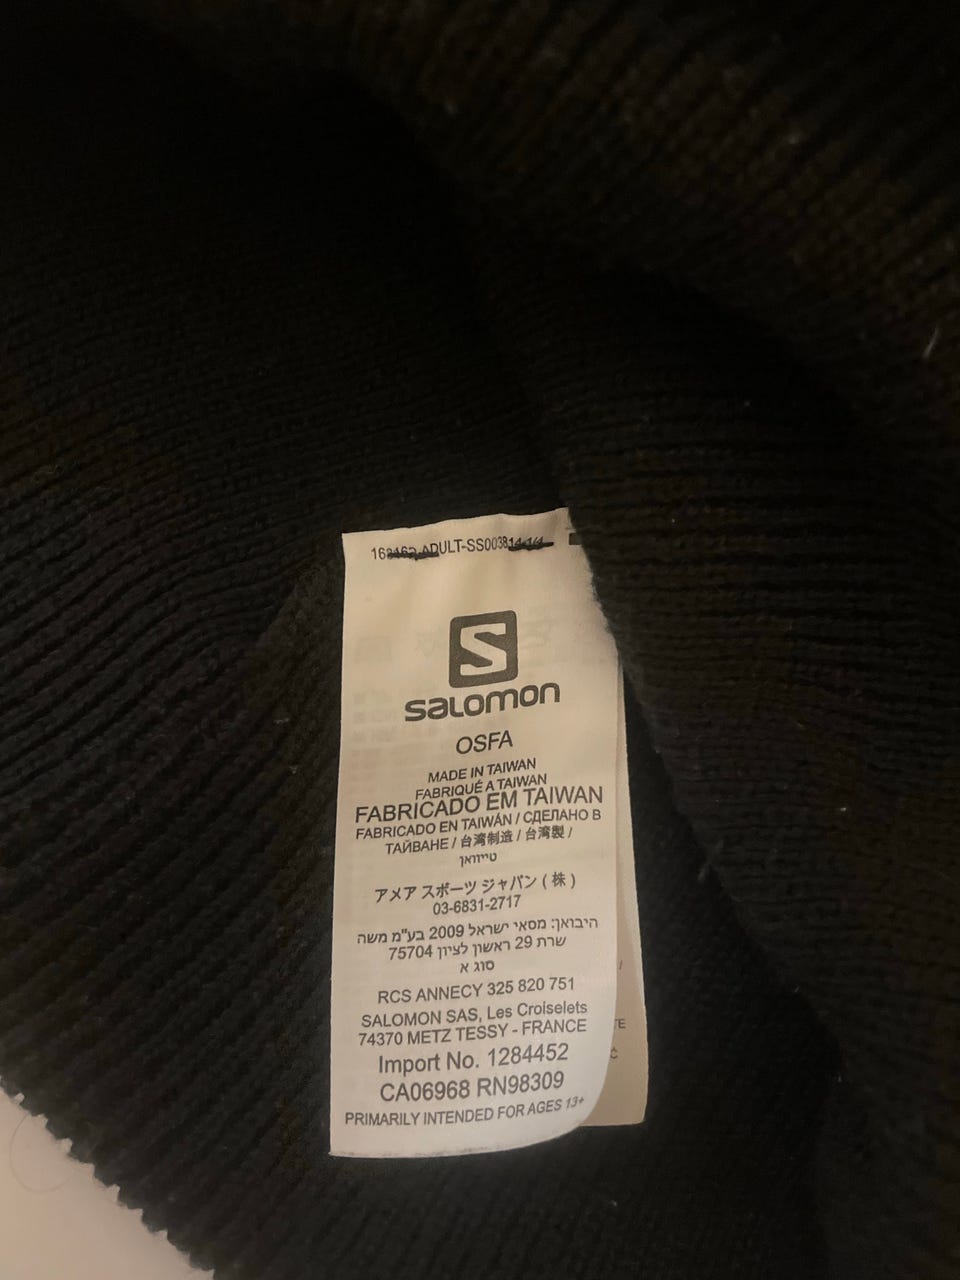 ADULT-SS0038
S
SALOMON
OSFA
MADE IN TAIWAN
FABRIQUÉ A TAIWAN
FABRICADO EM TAIWAN
FABRICADO EN TAIWÁN / СДЕЛАНО В
ТАЙВАНЕ / 台湾制造 / 台湾製 /
טייוואן
アメア スポーツ ジャパン ( 株 )
03-6831-2717
היבואן: מסאי ישראל 2009 בע"מ משה
שרת 29 ראשון לציון 75704
סוג א
RCS ANNECY 325 820 751
SALOMON SAS, Les Croiselets
74370 METZ TESSY - FRANCE
Import No. 1284452
CA06968 RN98309
PRIMARILY INTENDED FOR AGES 13+